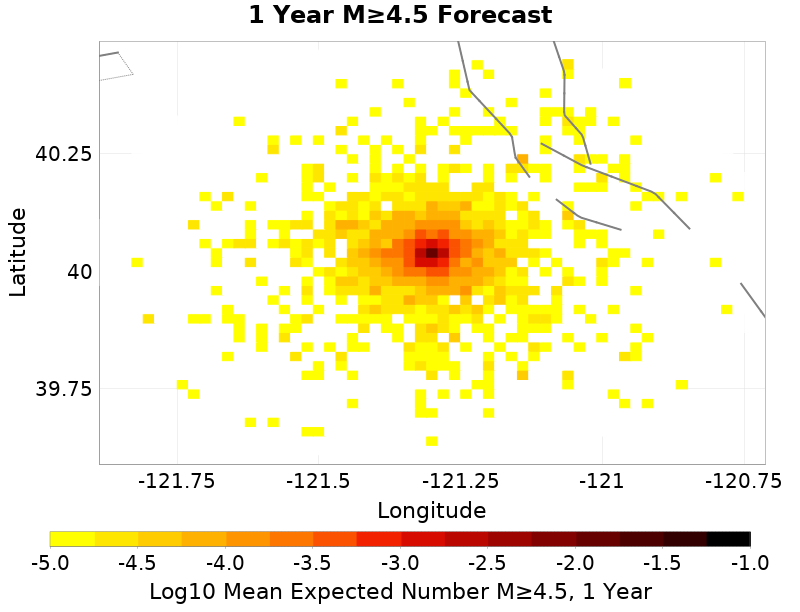 1 Year M≥4.5 Forecast
Latitude
40.25
40
39.75
-121.75 -121.5 -121.25 -121 -120.75
Longitude
-5.0 -4.5 -4.0 -3.5 -3.0 -2.5 -2.0 -1.5 -1.0
Log10 Mean Expected Number M≥4.5, 1 Year